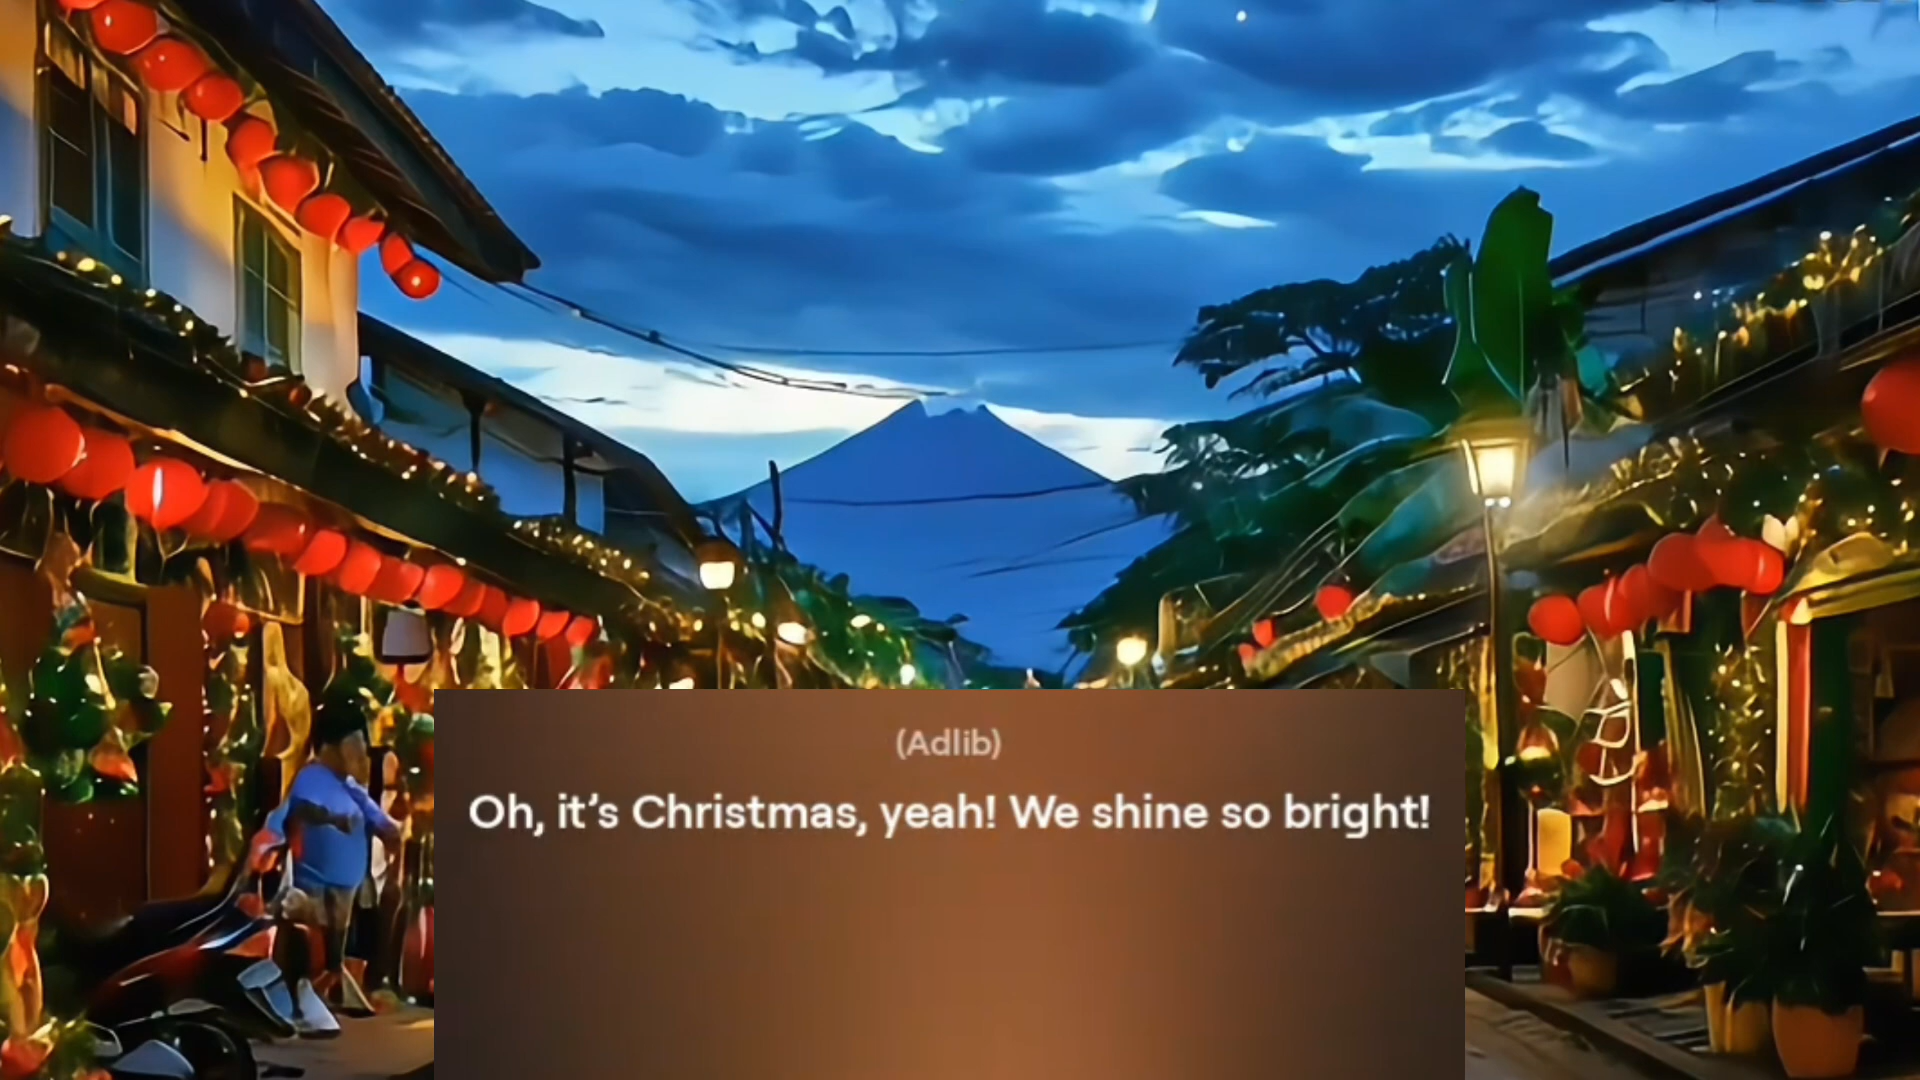 (Adlib)
Oh, it’s Christmas, yeah! We shine so bright!